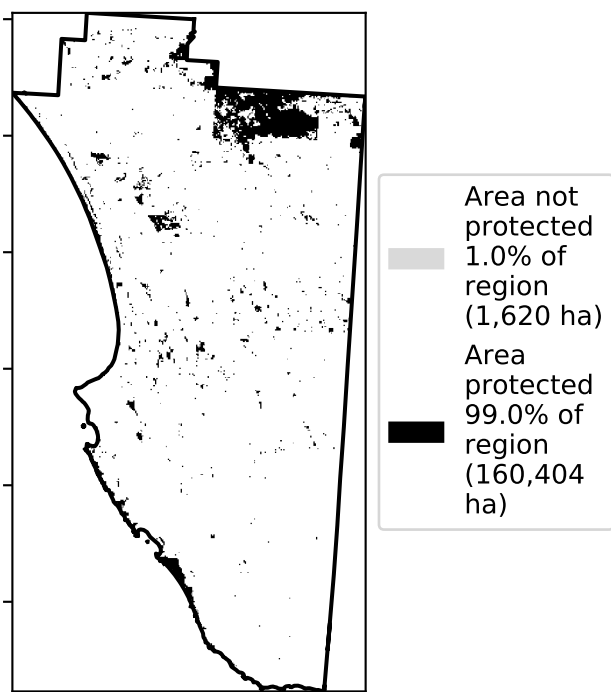 Area not
protected
1.0% of
region
(1,620 ha)
Area
protected
99.0% of
region
(160,404
ha)